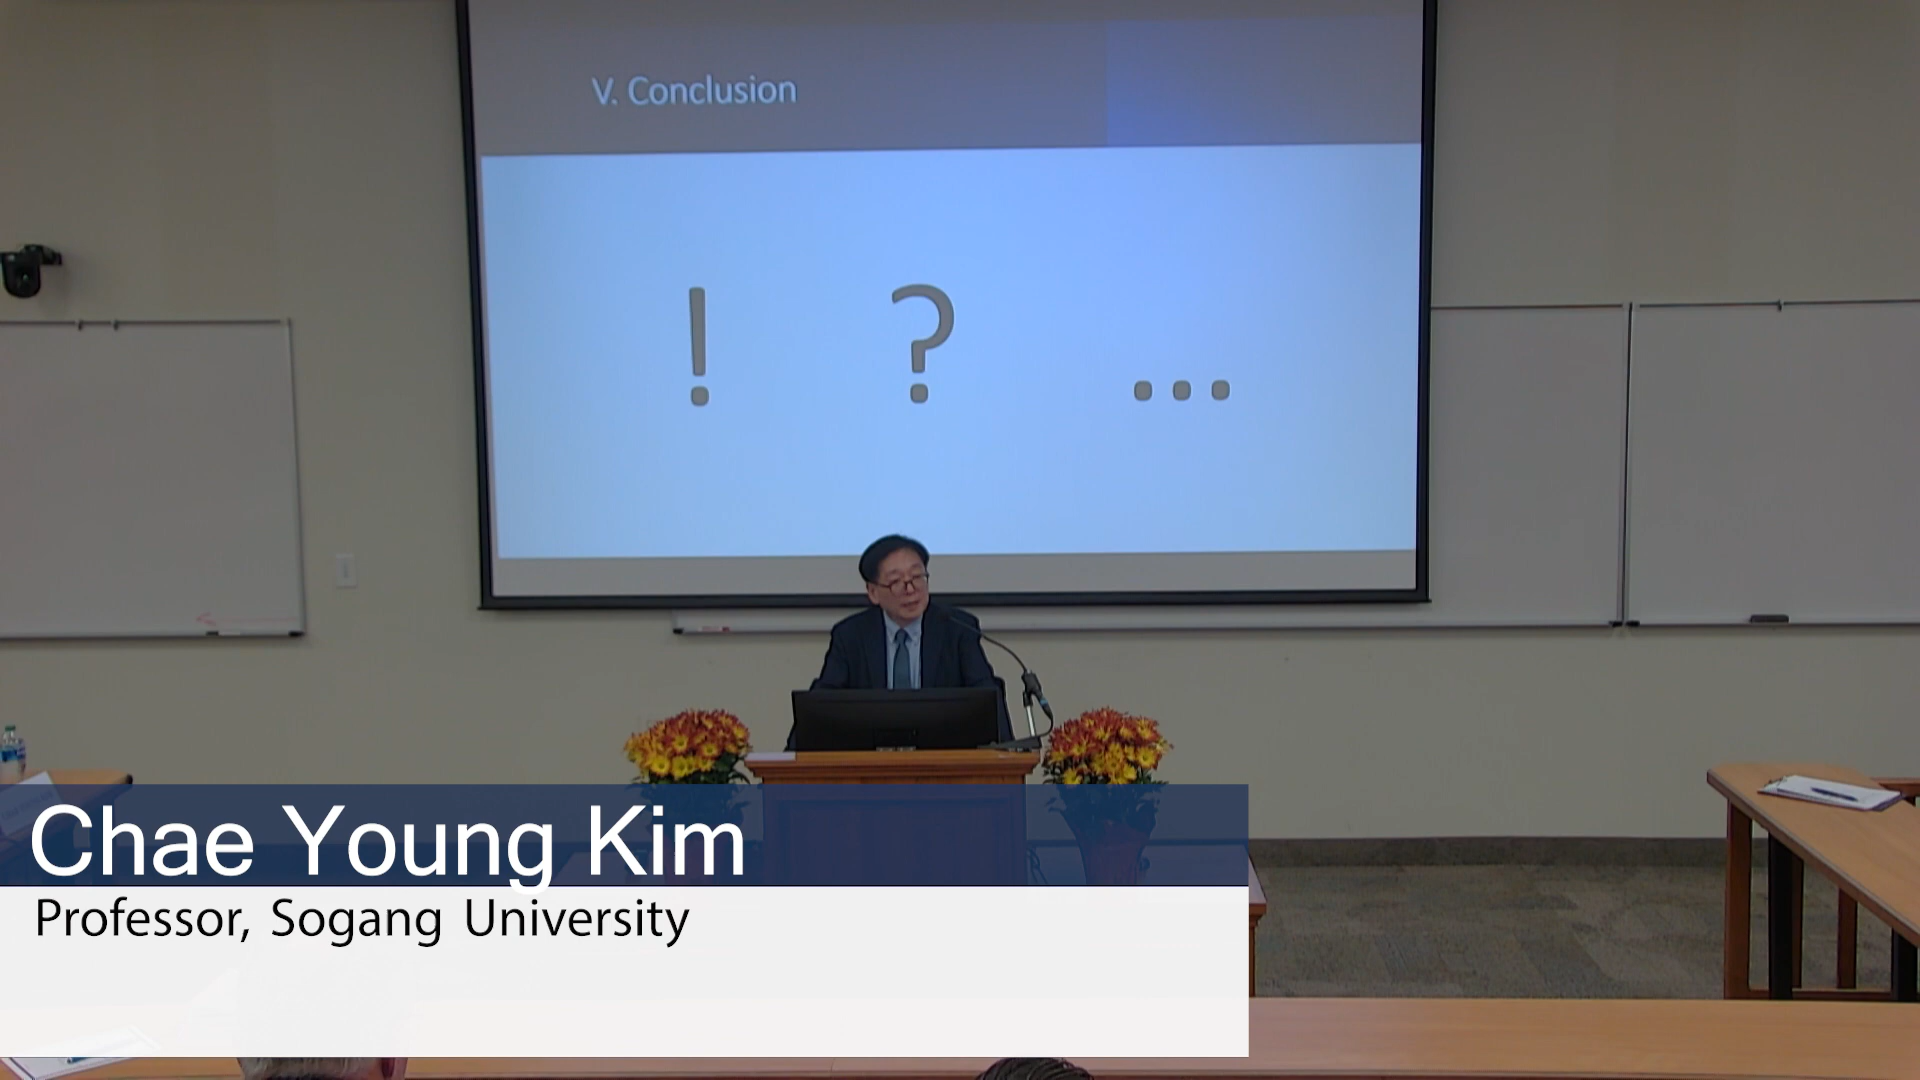 V. Conclusion
! ? ...
Chae Young Kim
Professor, Sogang University